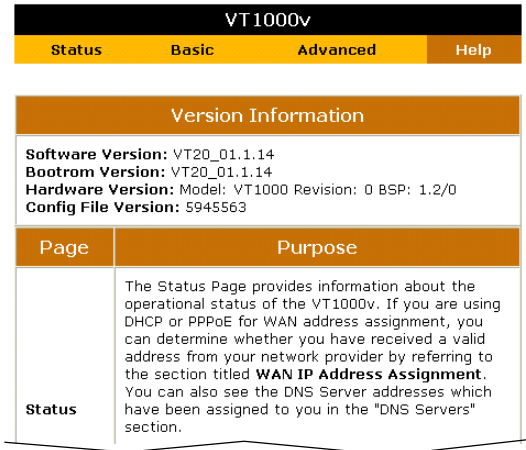 VT1000v
Status Basic Advanced Help
Version Information
Software Version: VT20_01.1.14
Bootrom Version: VT20_01.1.14
Hardware Version: Model: VT1000 Revision: 0 BSP: 1.2/0
Config File Version: 5945563
Page Purpose
The Status Page provides information about the
operational status of the VT1000v. If you are using
DHCP or PPPoE for WAN address assignment, you
can determine whether you have received a valid
address from your network provider by referring to
the section titled WAN IP Address Assignment.
You can also see the DNS Server addresses which
Status have been assigned to you in the "DNS Servers"
section.